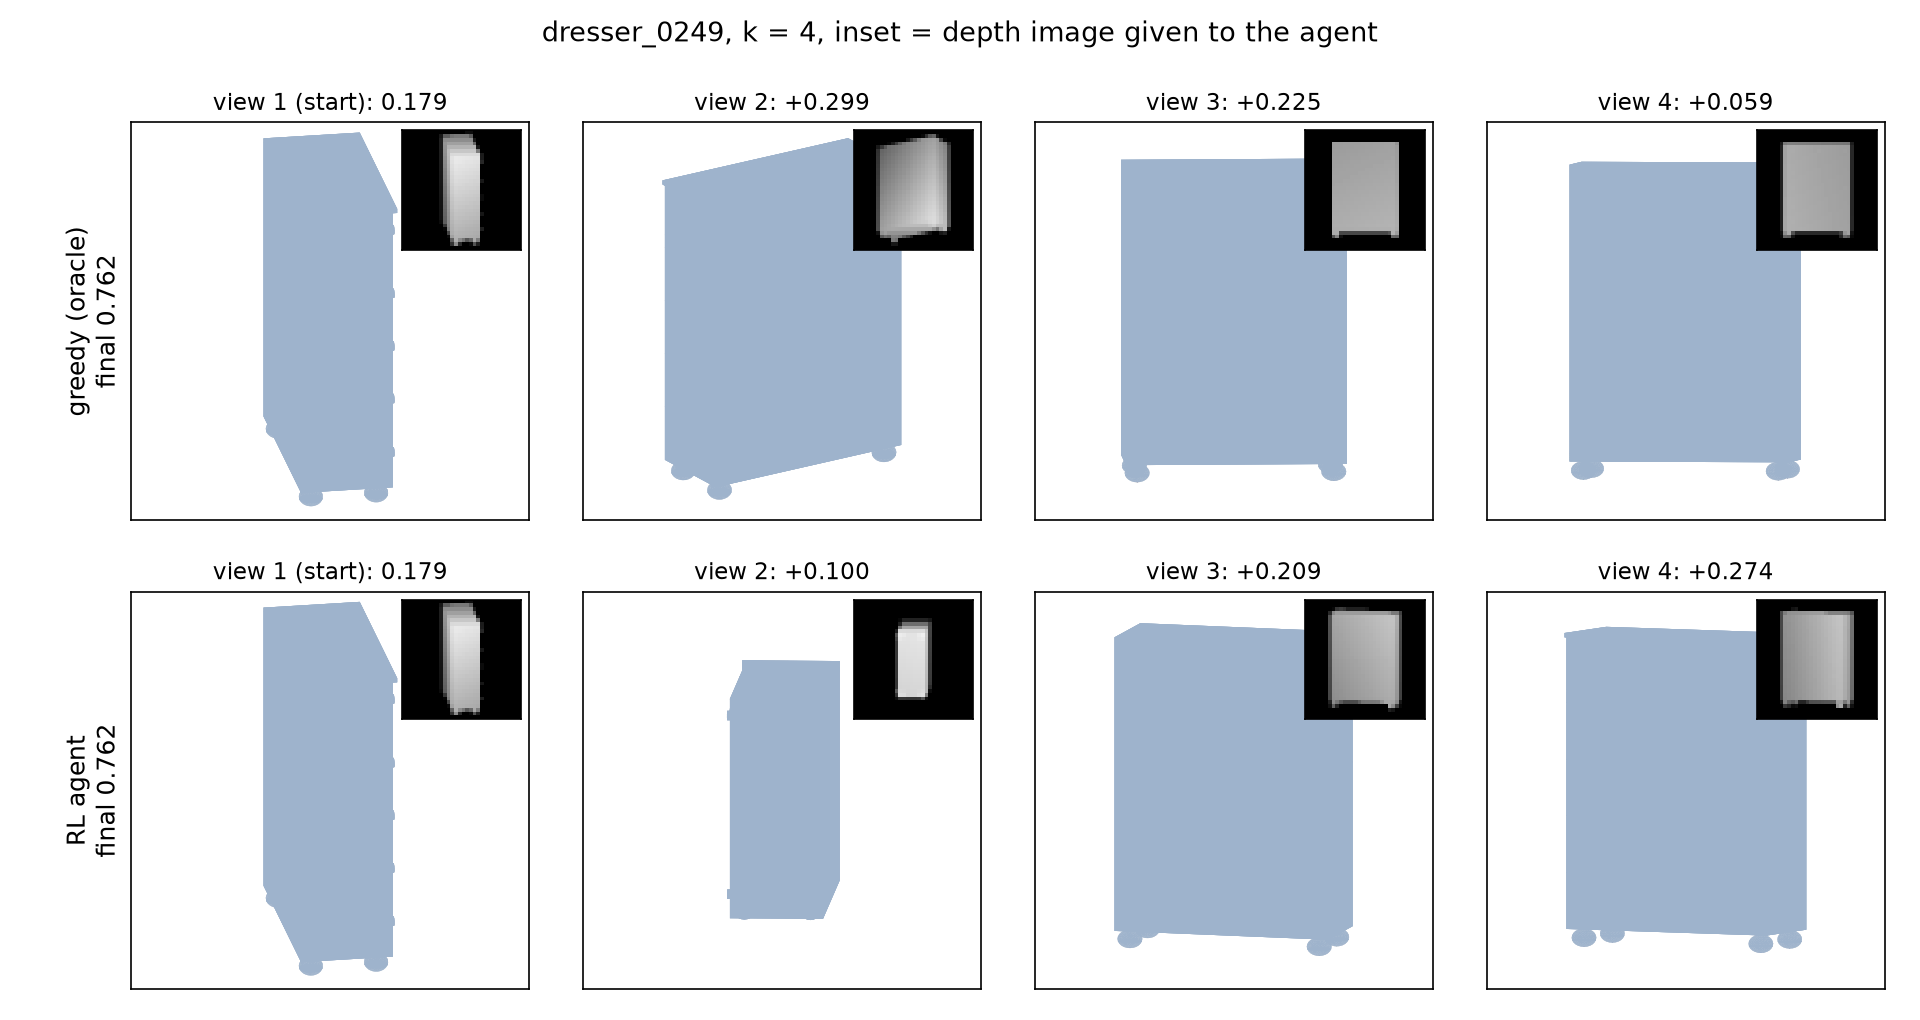 dresser_0249, k = 4, inset = depth image given to the agent
greedy (oracle)
final 0.762
view 1 (start): 0.179
view 2: +0.299
view 3: +0.225
view 4: +0.059
RL agent
final 0.762
view 1 (start): 0.179
view 2: +0.100
view 3: +0.209
view 4: +0.274